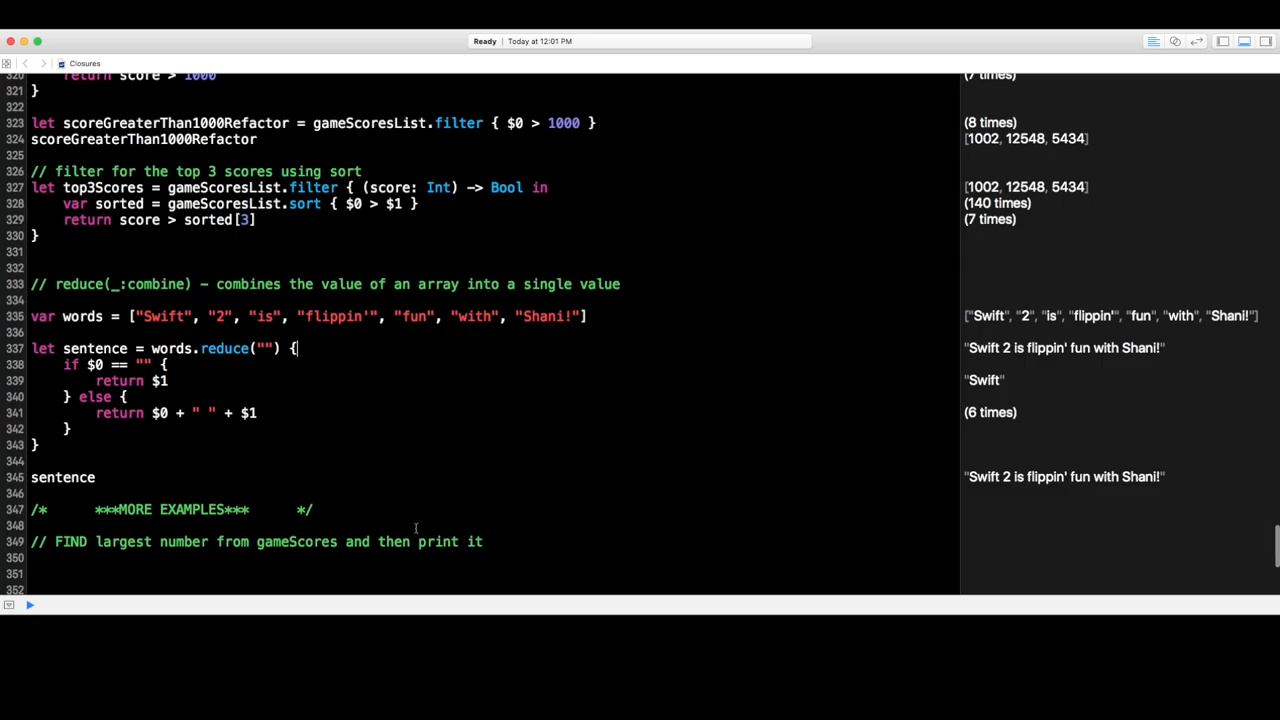 Ready | Today at 12:01 PM
Closures
320 return score > 1000 (7 times)
321 }
322
323 let scoreGreaterThan1000Refactor = gameScoresList.filter { $0 > 1000 } (8 times)
324 scoreGreaterThan1000Refactor [1002, 12548, 5434]
325
326 // filter for the top 3 scores using sort
327 let top3Scores = gameScoresList.filter { (score: Int) -> Bool in [1002, 12548, 5434]
328 var sorted = gameScoresList.sort { $0 > $1 } (140 times)
329 return score > sorted[3] (7 times)
330 }
331
332
333 // reduce(_:combine) - combines the value of an array into a single value
334
335 var words = ["Swift", "2", "is", "flippin'", "fun", "with", "Shani!"] ["Swift", "2", "is", "flippin'", "fun", "with", "Shani!"]
336
337 let sentence = words.reduce("") { "Swift 2 is flippin' fun with Shani!"
338 if $0 == "" {
339 return $1 "Swift"
340 } else {
341 return $0 + " " + $1 (6 times)
342 }
343 }
344
345 sentence "Swift 2 is flippin' fun with Shani!"
346
347 /* ***MORE EXAMPLES*** */
348
349 // FIND largest number from gameScores and then print it
350
351
352